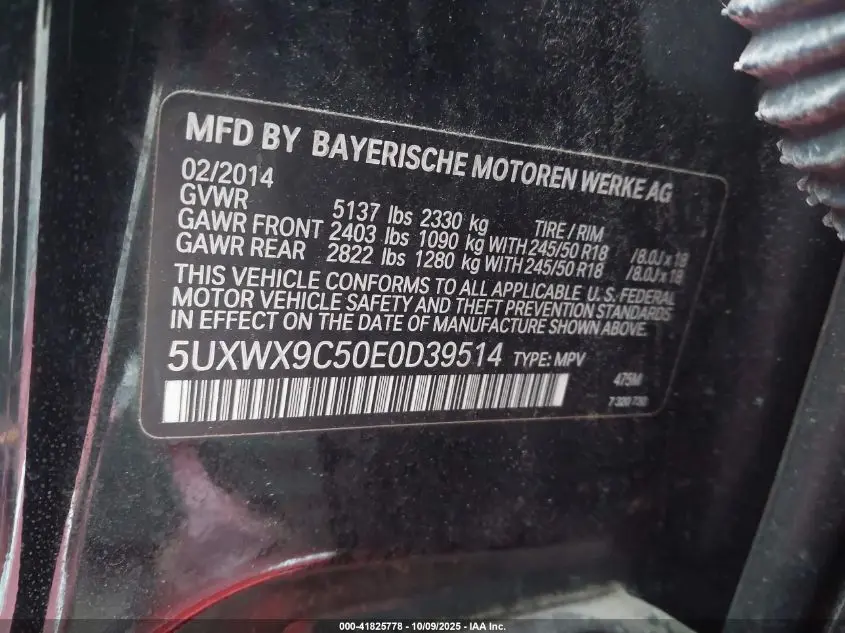 MFD BY BAYERISCHE MOTOREN WERKE AG
02/2014
GVWR 5137 lbs 2330 kg TIRE / RIM
GAWR FRONT 2403 lbs 1090 kg WITH 245/50 R18 /8.0J x 18
GAWR REAR 2822 lbs 1280 kg WITH 245/50 R18 /8.0J x 18
THIS VEHICLE CONFORMS TO ALL APPLICABLE U.S. FEDERAL
MOTOR VEHICLE SAFETY AND THEFT PREVENTION STANDARDS
IN EFFECT ON THE DATE OF MANUFACTURE SHOWN ABOVE.
5UXWX9C50E0D39514 TYPE: MPV
475M
7 320 730
000-41825778 - 10/09/2025 - IAA Inc.